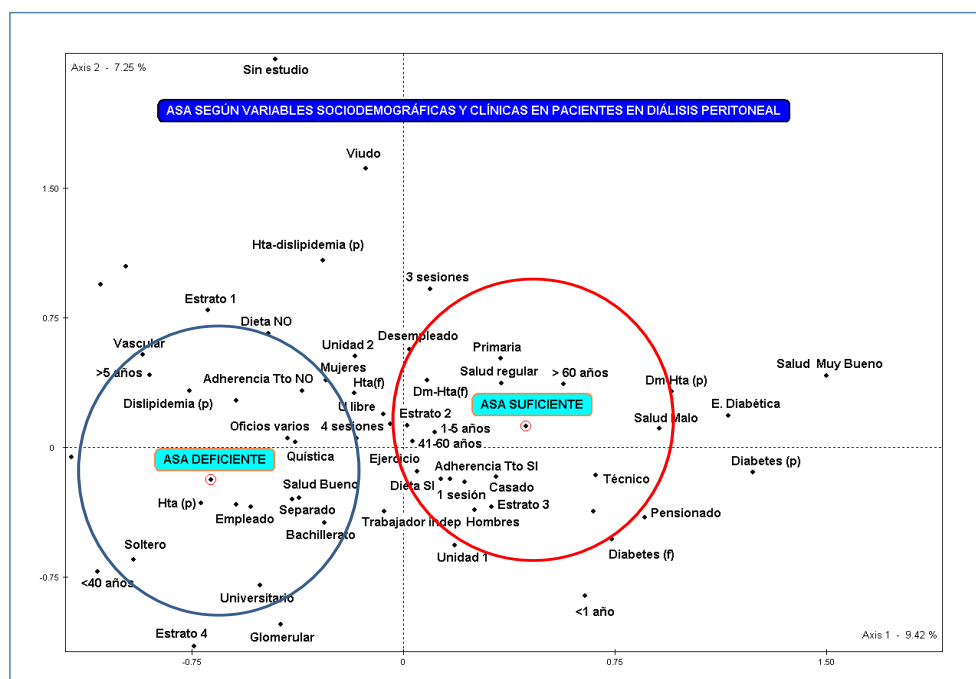 Axis 2 - 7.25 %
Sin estudio
ASA SEGÚN VARIABLES SOCIODEMOGRÁFICAS Y CLÍNICAS EN PACIENTES EN DIÁLISIS PERITONEAL
Viudo
1.50
Hta-dislipidemia (p)
3 sesiones
Estrato 1
0.75
Dieta NO
Desempleado
Vascular
Unidad 2
Primaria
Salud Muy Bueno
>5 años
Mujeres
Salud regular
> 60 años
Adherencia Tto NO
Hta(f)
Dm-Hta(f)
Dm-Hta (p)
Dislipidemia (p)
U libre
ASA SUFICIENTE
E. Diabética
Estrato 2
Salud Malo
Oficios varios
4 sesiones
1-5 años
0
41-60 años
ASA DEFICIENTE
Quística
Ejercicio
Adherencia Tto SI
Diabetes (p)
Salud Bueno
Dieta SI
Casado
Técnico
1 sesión
Hta (p)
Separado
Estrato 3
Empleado
Trabajador indep
Hombres
Pensionado
Bachillerato
Soltero
Unidad 1
Diabetes (f)
-0.75
<40 años
Universitario
<1 año
Estrato 4
Glomerular
Axis 1 - 9.42 %
-0.75
0
0.75
1.50